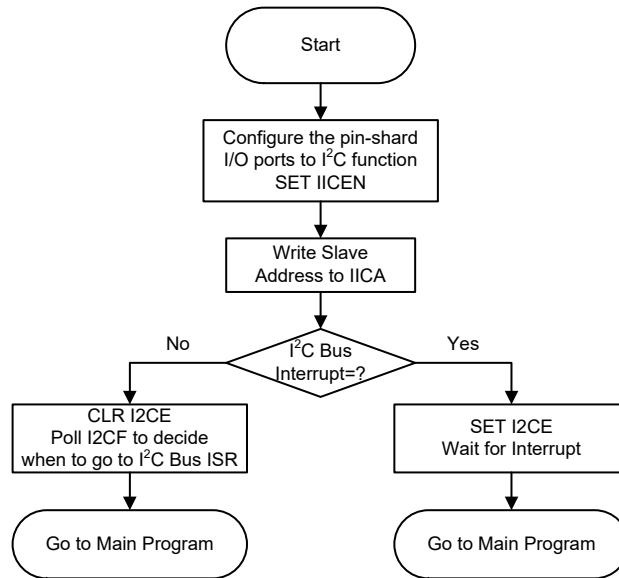 Start
Configure the pin-shard
I/O ports to I²C function
SET IICEN
Write Slave
Address to IICA
No
I²C Bus
Interrupt=?
Yes
CLR I2CE
Poll I2CF to decide
when to go to I²C Bus ISR
SET I2CE
Wait for Interrupt
Go to Main Program
Go to Main Program